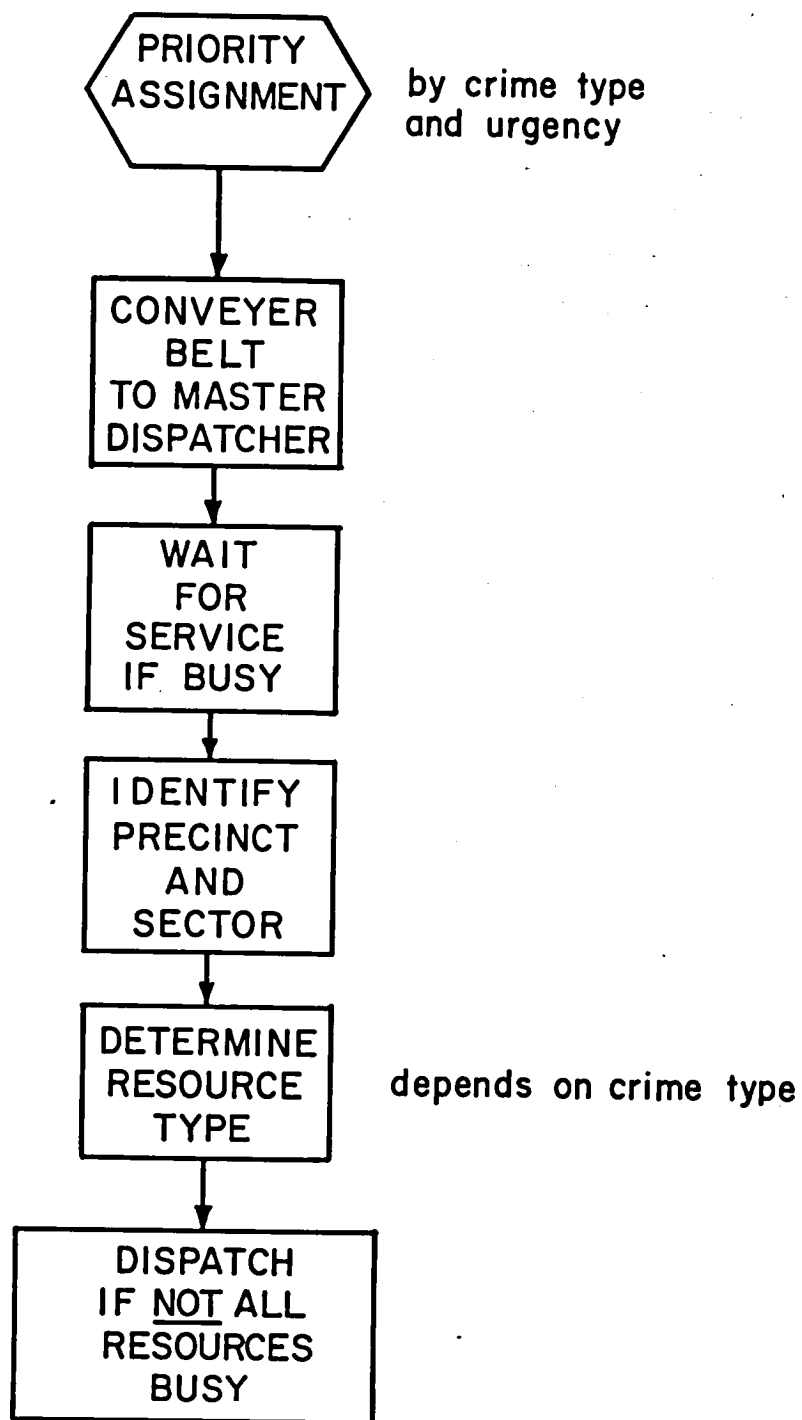 PRIORITY
ASSIGNMENT
by crime type
and urgency
CONVEYER
BELT
TO MASTER
DISPATCHER
WAIT
FOR
SERVICE
IF BUSY
IDENTIFY
PRECINCT
AND
SECTOR
DETERMINE
RESOURCE
TYPE
depends on crime type
DISPATCH
IF NOT ALL
RESOURCES
BUSY